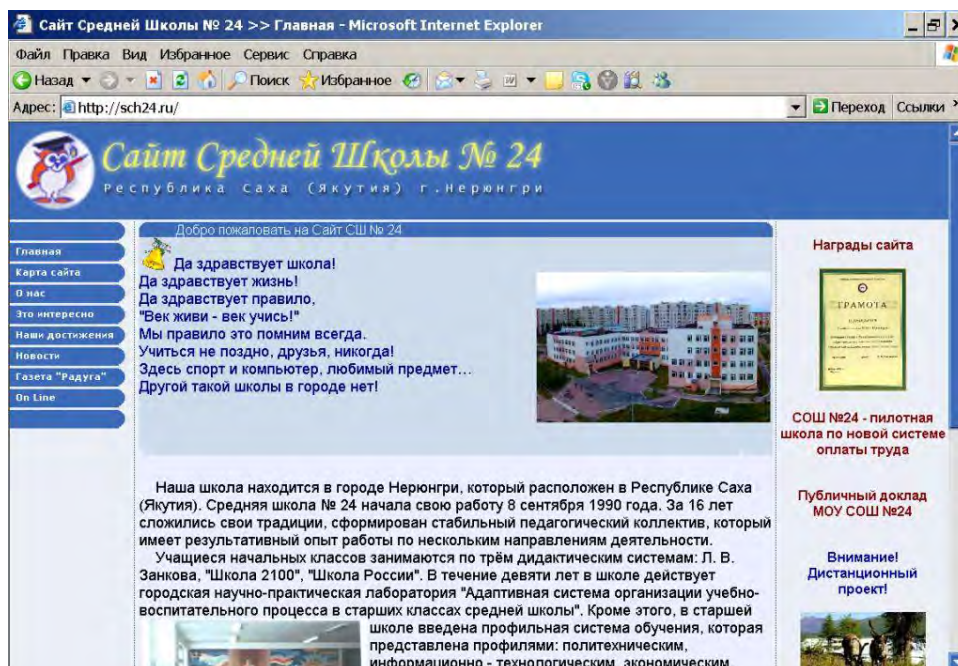 Сайт Средней Школы № 24 >> Главная - Microsoft Internet Explorer
Файл Правка Вид Избранное Сервис Справка
Назад Поиск Избранное
Адрес: http://sch24.ru/ Переход Ссылки
Сайт Средней Школы № 24
Республика Саха (Якутия) г.Нерюнгри
Главная
Карта сайта
О нас
Это интересно
Наши достижения
Новости
Газета "Радуга"
On Line
Добро пожаловать на Сайт СШ № 24
Да здравствует школа!
Да здравствует жизнь!
Да здравствует правило,
"Век живи - век учись!"
Мы правило это помним всегда.
Учиться не поздно, друзья, никогда!
Здесь спорт и компьютер, любимый предмет...
Другой такой школы в городе нет!
Наша школа находится в городе Нерюнгри, который расположен в Республике Саха
(Якутия). Средняя школа № 24 начала свою работу 8 сентября 1990 года. За 16 лет
сложились свои традиции, сформирован стабильный педагогический коллектив, который
имеет результативный опыт работы по нескольким направлениям деятельности.
Учащиеся начальных классов занимаются по трём дидактическим системам: Л. В.
Занкова, "Школа 2100", "Школа России". В течение девяти лет в школе действует
городская научно-практическая лаборатория "Адаптивная система организации учебно-
воспитательного процесса в старших классах средней школы". Кроме этого, в старшей
школе введена профильная система обучения, которая
представлена профилями: политехническим,
информационно - технологическим, экономическим
Награды сайта
ГРАМОТА
СОШ №24 - пилотная
школа по новой системе
оплаты труда
Публичный доклад
МОУ СОШ №24
Внимание!
Дистанционный
проект!